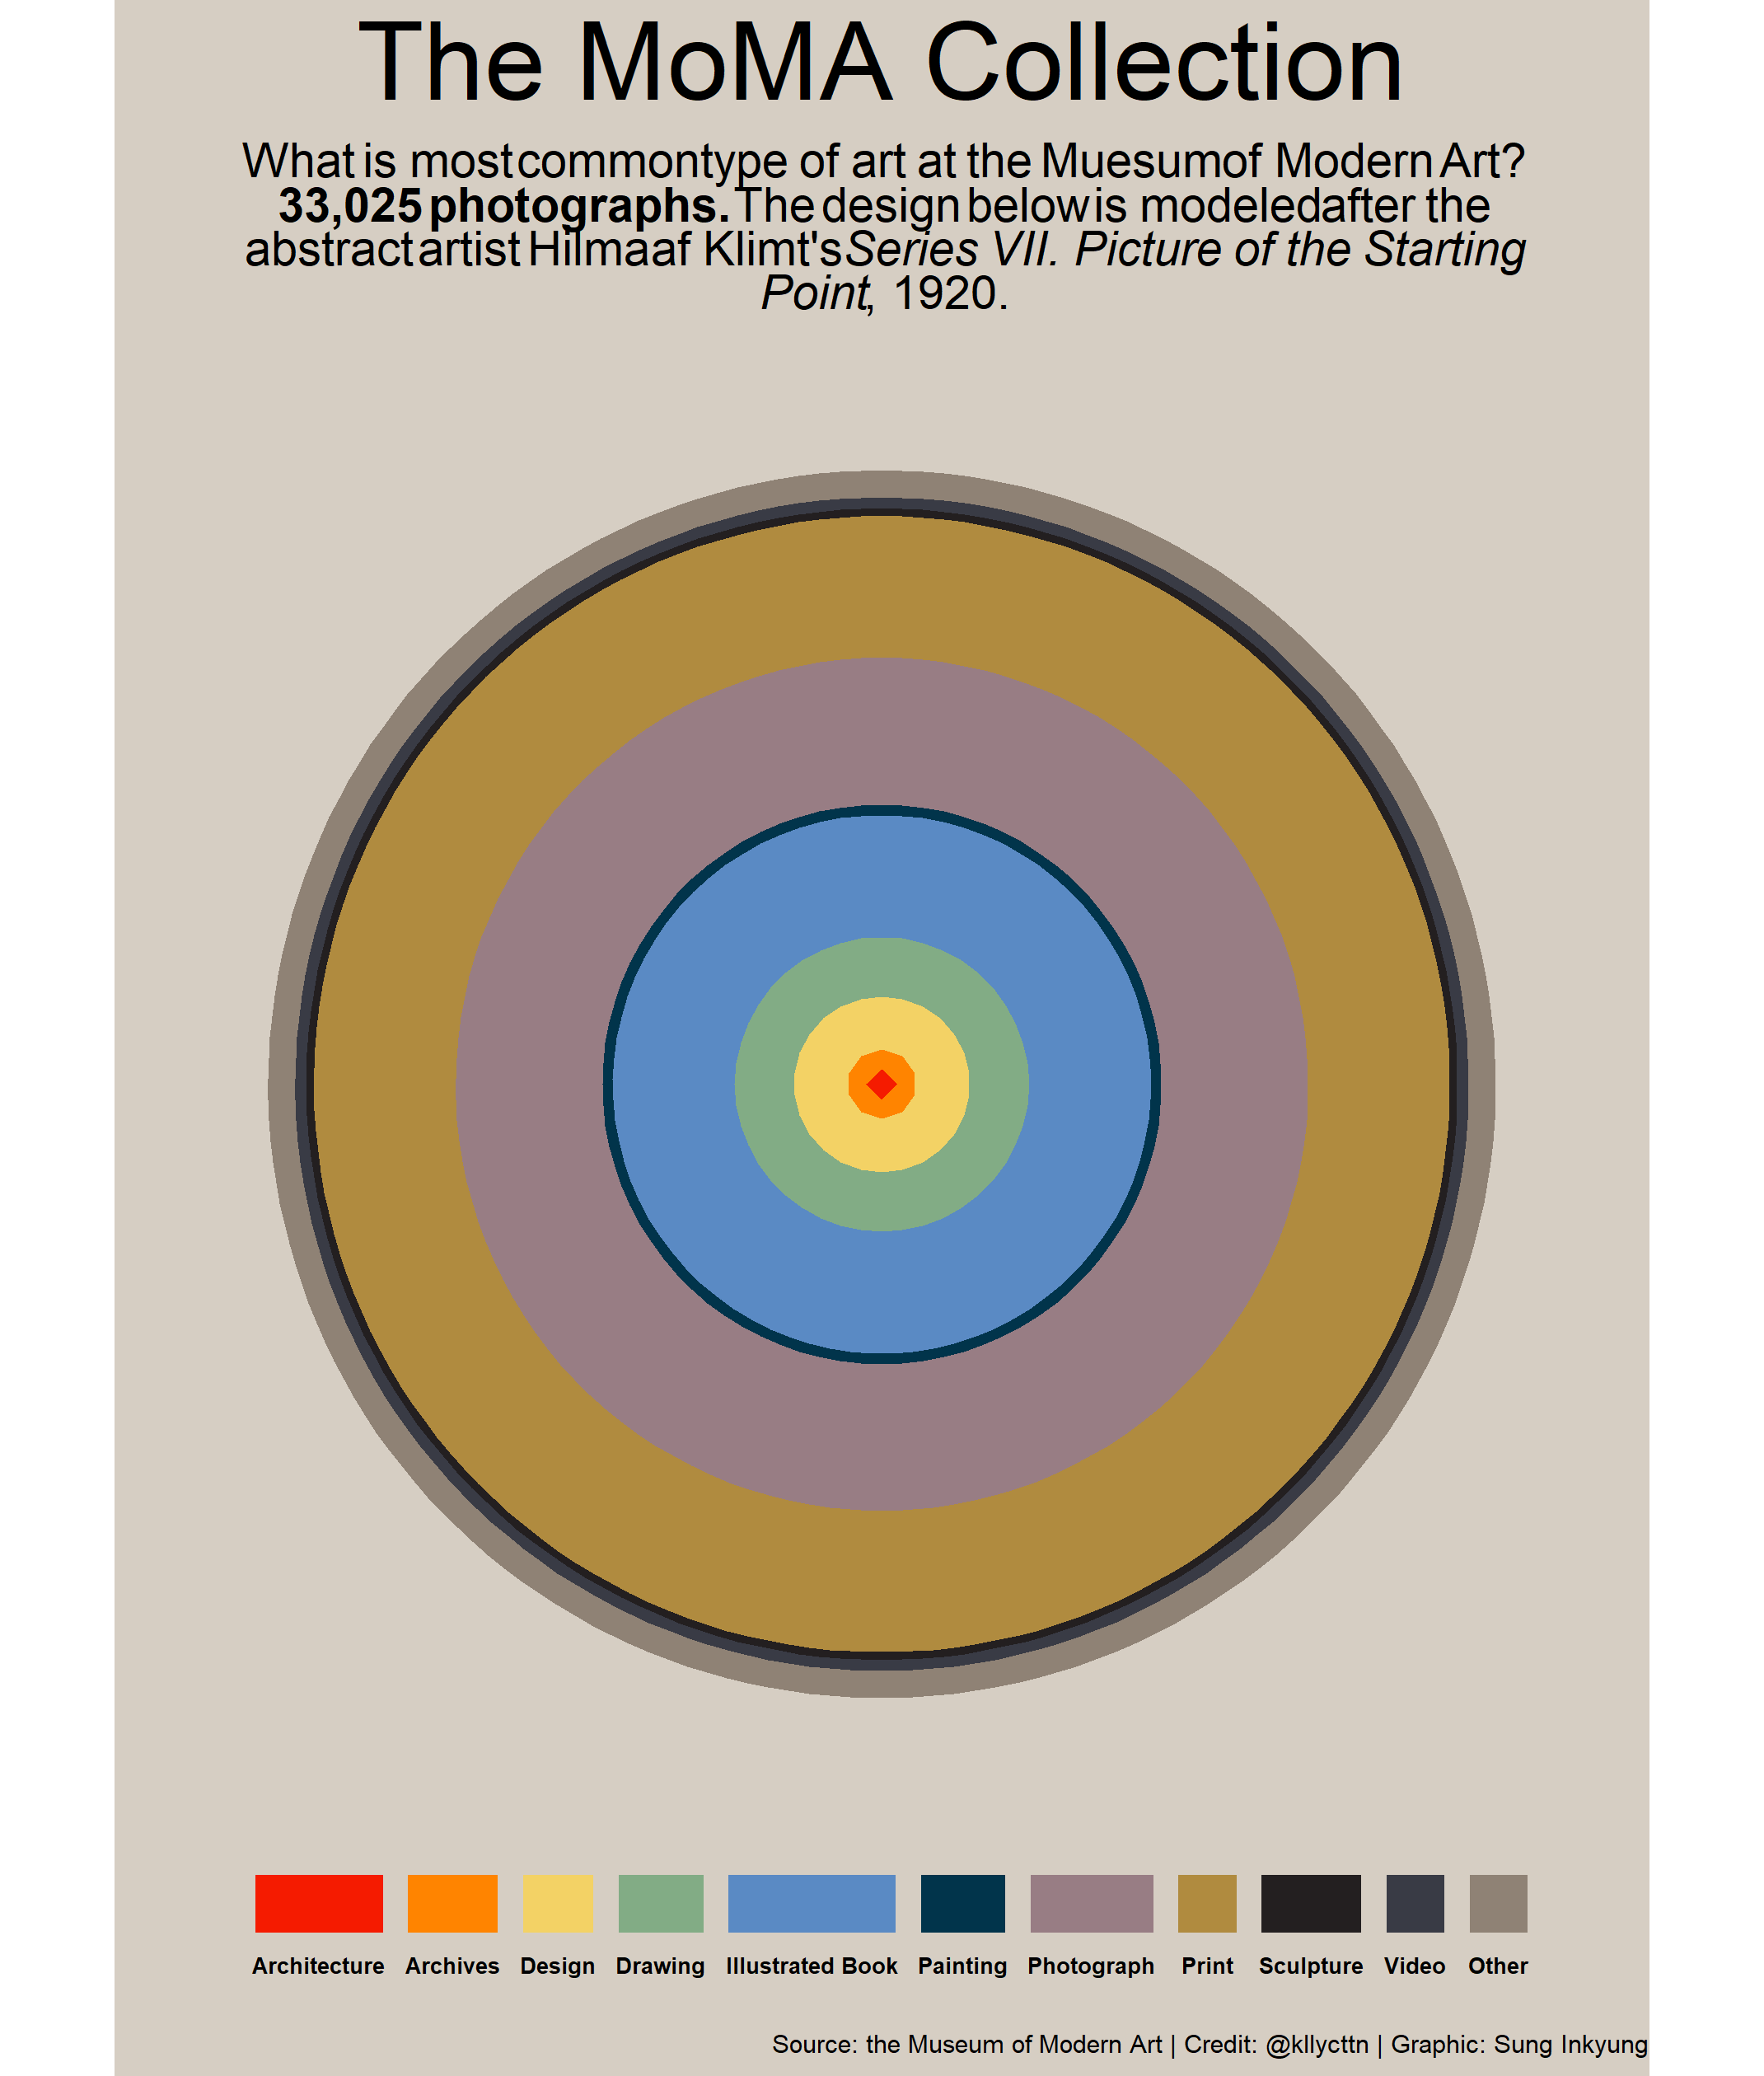 The MoMA Collection
What is most common type of art at the Muesum of Modern Art?
33,025 photographs. The design below is modeled after the
abstract artist Hilma af Klimt's Series VII. Picture of the Starting
Point, 1920.
Architecture Archives Design Drawing Illustrated Book Painting Photograph Print Sculpture Video Other
Source: the Museum of Modern Art | Credit: @kllycttn | Graphic: Sung Inkyung